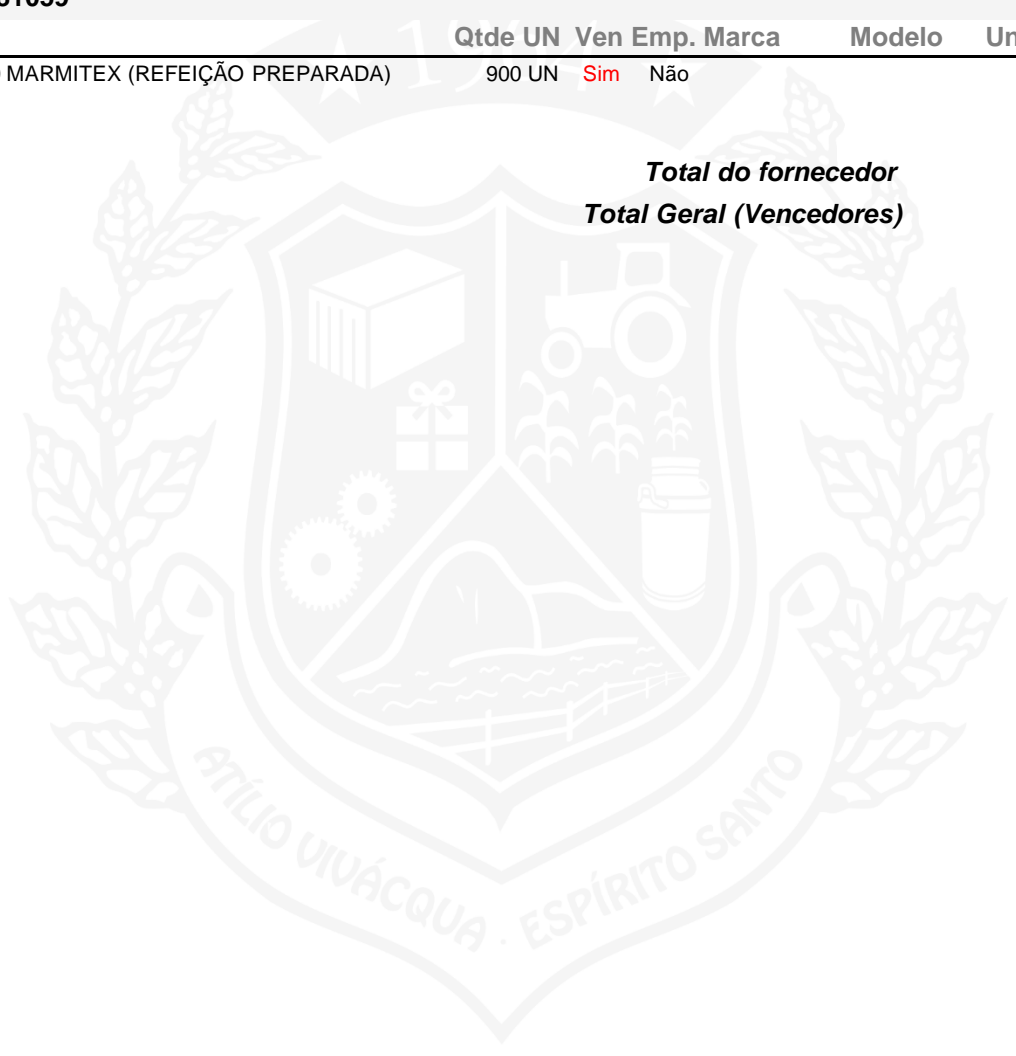 Qtde UN Ven Emp. Marca Modelo Un
MARMITEX (REFEIÇÃO PREPARADA) 900 UN Sim Não
Total do fornecedor
Total Geral (Vencedores)
ATÍLIO VIVÁCQUA . ESPÍRITO SANTO